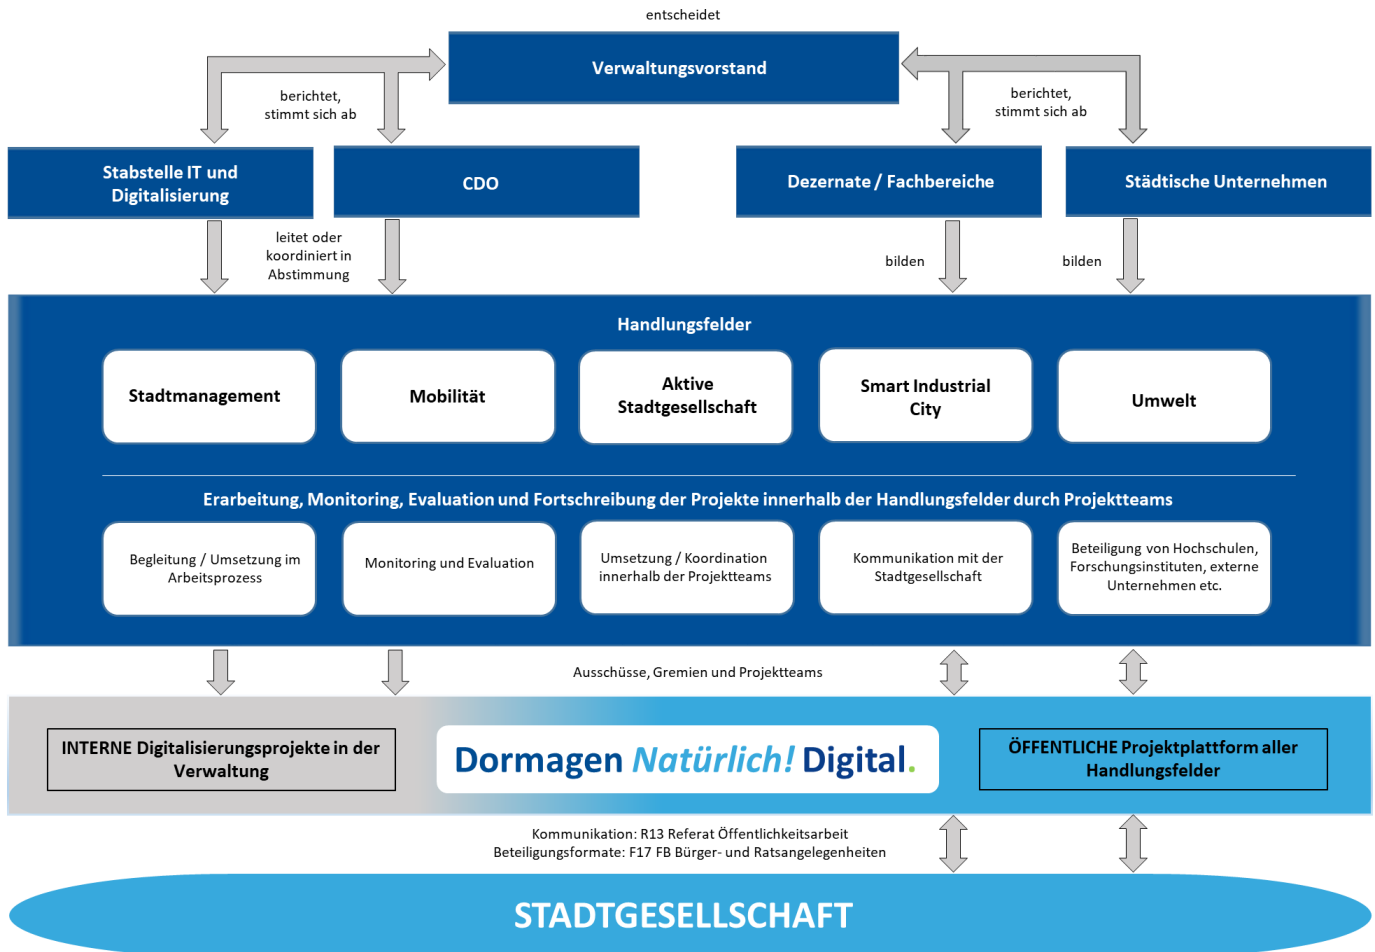 entscheidet
Verwaltungsvorstand
berichtet,
stimmt sich ab
berichtet,
stimmt sich ab
Stabstelle IT und
Digitalisierung
CDO
Dezernate / Fachbereiche
Städtische Unternehmen
leitet oder
koordiniert in
Abstimmung
bilden
bilden
Handlungsfelder
Stadtmanagement
Mobilität
Aktive
Stadtgesellschaft
Smart Industrial
City
Umwelt
Erarbeitung, Monitoring, Evaluation und Fortschreibung der Projekte innerhalb der Handlungsfelder durch Projektteams
Begleitung / Umsetzung im
Arbeitsprozess
Monitoring und Evaluation
Umsetzung / Koordination
innerhalb der Projektteams
Kommunikation mit der
Stadtgesellschaft
Beteiligung von Hochschulen,
Forschungsinstituten, externe
Unternehmen etc.
Ausschüsse, Gremien und Projektteams
INTERNE Digitalisierungsprojekte in der
Verwaltung
Dormagen Natürlich! Digital.
ÖFFENTLICHE Projektplattform aller
Handlungsfelder
Kommunikation: R13 Referat Öffentlichkeitsarbeit
Beteiligungsformate: F17 FB Bürger- und Ratsangelegenheiten
STADTGESELLSCHAFT